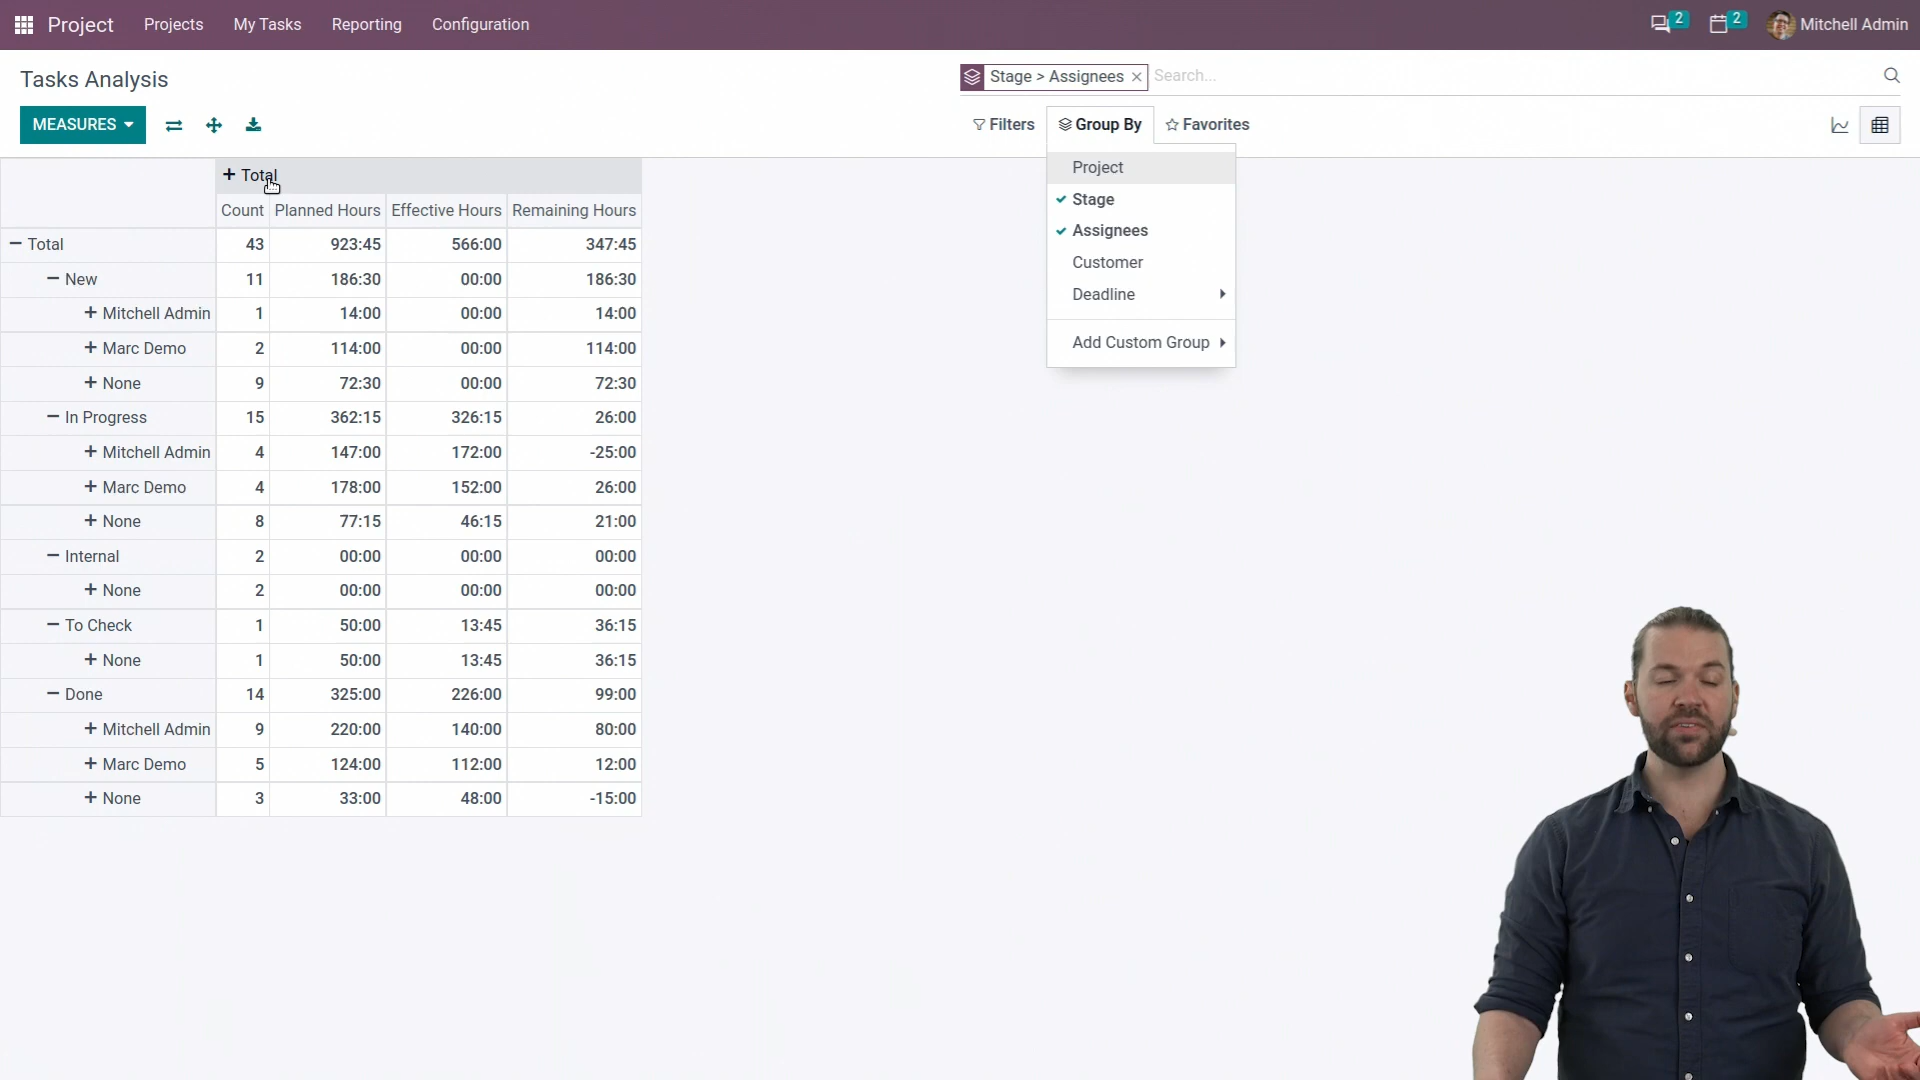 Project Projects My Tasks Reporting Configuration 2 2 Mitchell Admin
Tasks Analysis
Stage > Assignees × Search...
MEASURES
Filters Group By Favorites
Project
Stage
Assignees
Customer
Deadline
Add Custom Group
+ Total
Count Planned Hours Effective Hours Remaining Hours
− Total 43 923:45 566:00 347:45
− New 11 186:30 00:00 186:30
+ Mitchell Admin 1 14:00 00:00 14:00
+ Marc Demo 2 114:00 00:00 114:00
+ None 9 72:30 00:00 72:30
− In Progress 15 362:15 326:15 26:00
+ Mitchell Admin 4 147:00 172:00 -25:00
+ Marc Demo 4 178:00 152:00 26:00
+ None 8 77:15 46:15 21:00
− Internal 2 00:00 00:00 00:00
+ None 2 00:00 00:00 00:00
− To Check 1 50:00 13:45 36:15
+ None 1 50:00 13:45 36:15
− Done 14 325:00 226:00 99:00
+ Mitchell Admin 9 220:00 140:00 80:00
+ Marc Demo 5 124:00 112:00 12:00
+ None 3 33:00 48:00 -15:00